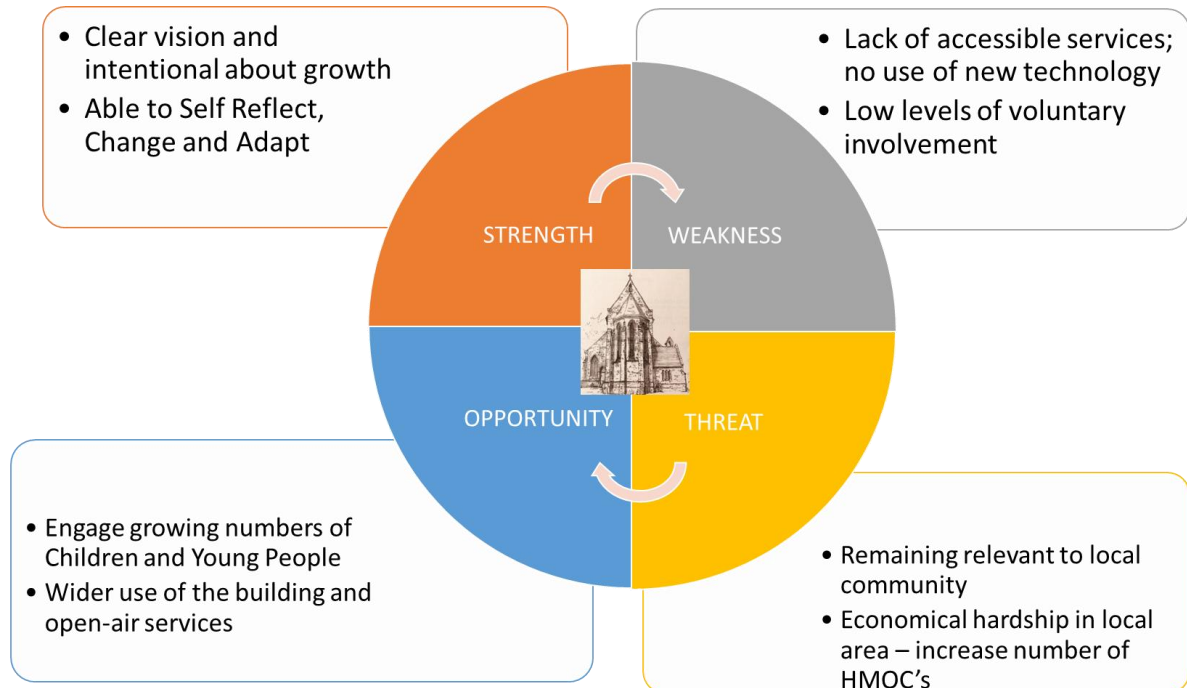 • Clear vision and
intentional about growth
• Able to Self Reflect,
Change and Adapt
• Lack of accessible services;
no use of new technology
• Low levels of voluntary
involvement
STRENGTH
WEAKNESS
OPPORTUNITY
THREAT
• Engage growing numbers of
Children and Young People
• Wider use of the building and
open-air services
• Remaining relevant to local
community
• Economical hardship in local
area – increase number of
HMOC's